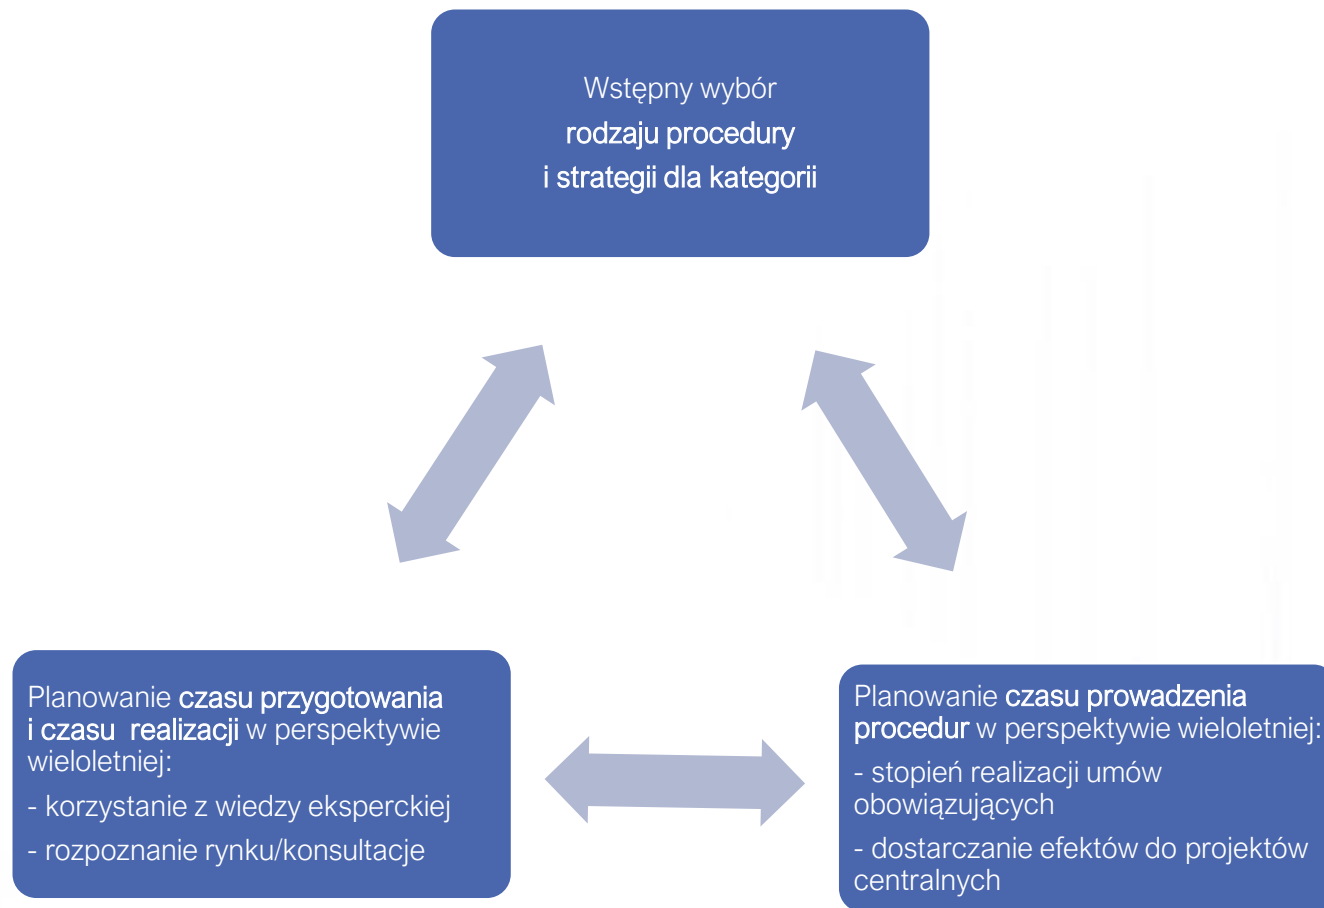 Wstępny wybór
rodzaju procedury
i strategii dla kategorii
Planowanie czasu przygotowania
i czasu realizacji w perspektywie
wieloletniej:
- korzystanie z wiedzy eksperckiej
- rozpoznanie rynku/konsultacje
Planowanie czasu prowadzenia
procedur w perspektywie wieloletniej:
- stopień realizacji umów
obowiązujących
- dostarczanie efektów do projektów
centralnych